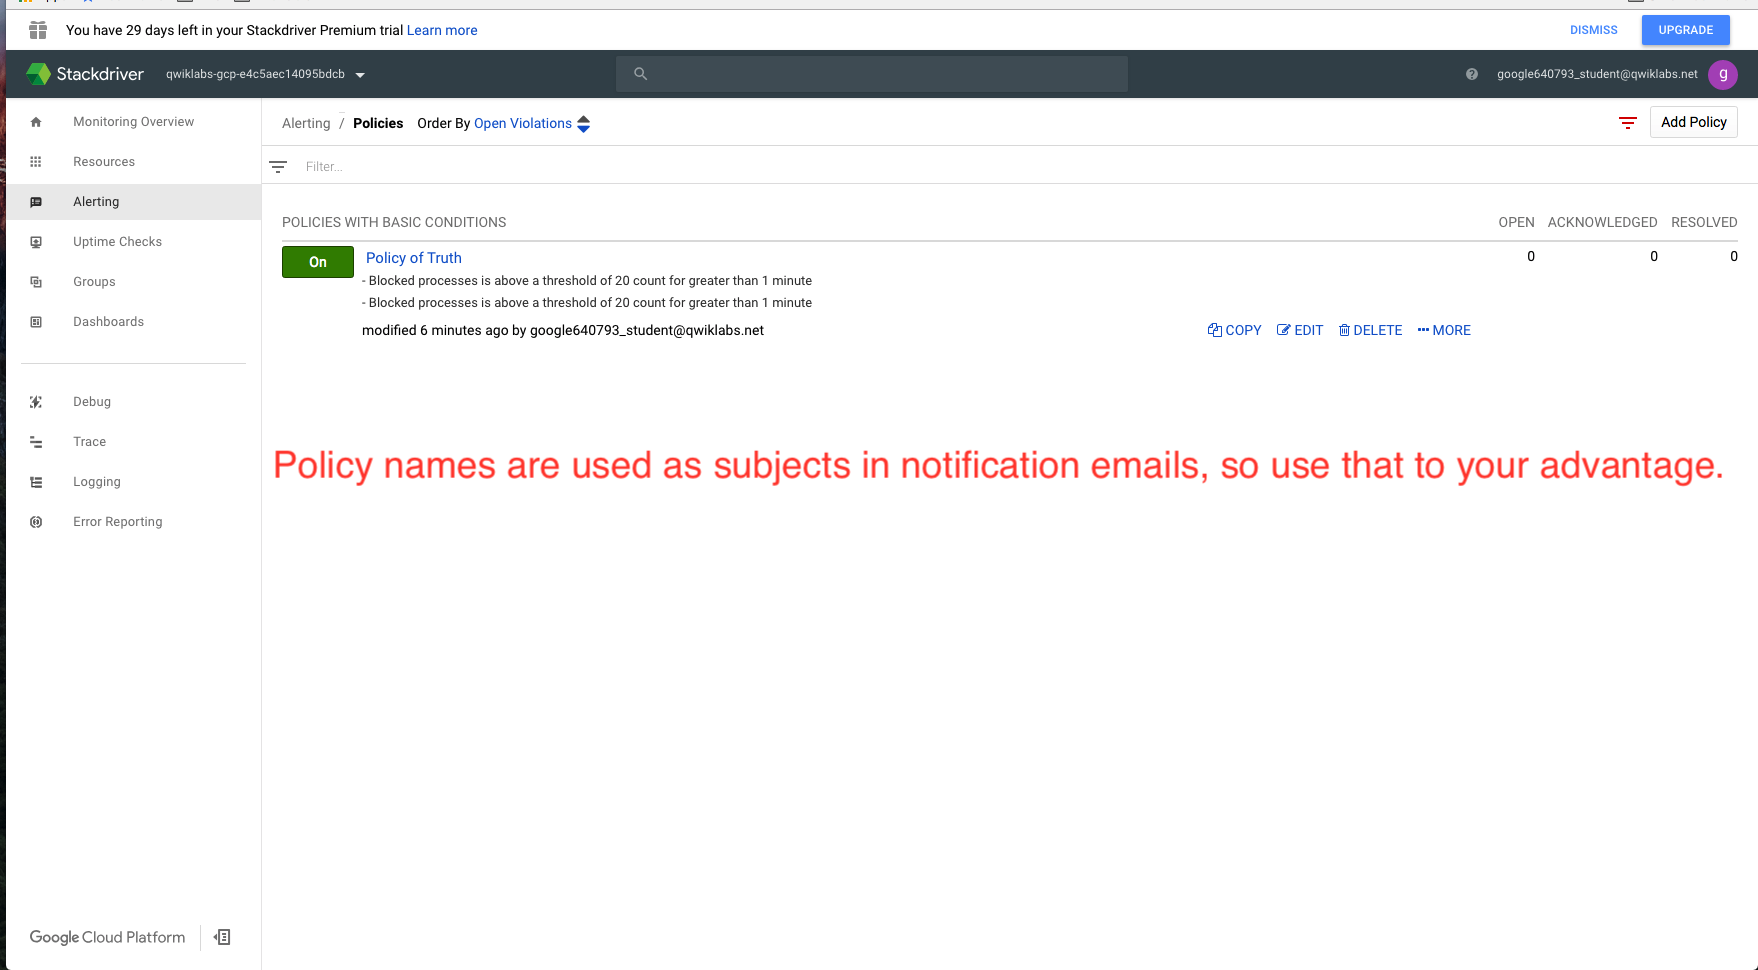 You have 29 days left in your Stackdriver Premium trial Learn more
DISMISS
UPGRADE
Stackdriver
qwiklabs-gcp-e4c5aec14095bdcb
google640793_student@qwiklabs.net
g
Monitoring Overview
Resources
Alerting
Uptime Checks
Groups
Dashboards
Debug
Trace
Logging
Error Reporting
Google Cloud Platform
Alerting / Policies Order By Open Violations
Add Policy
Filter...
POLICIES WITH BASIC CONDITIONS OPEN ACKNOWLEDGED RESOLVED
On Policy of Truth 0 0 0
- Blocked processes is above a threshold of 20 count for greater than 1 minute
- Blocked processes is above a threshold of 20 count for greater than 1 minute
modified 6 minutes ago by google640793_student@qwiklabs.net COPY EDIT DELETE MORE
Policy names are used as subjects in notification emails, so use that to your advantage.